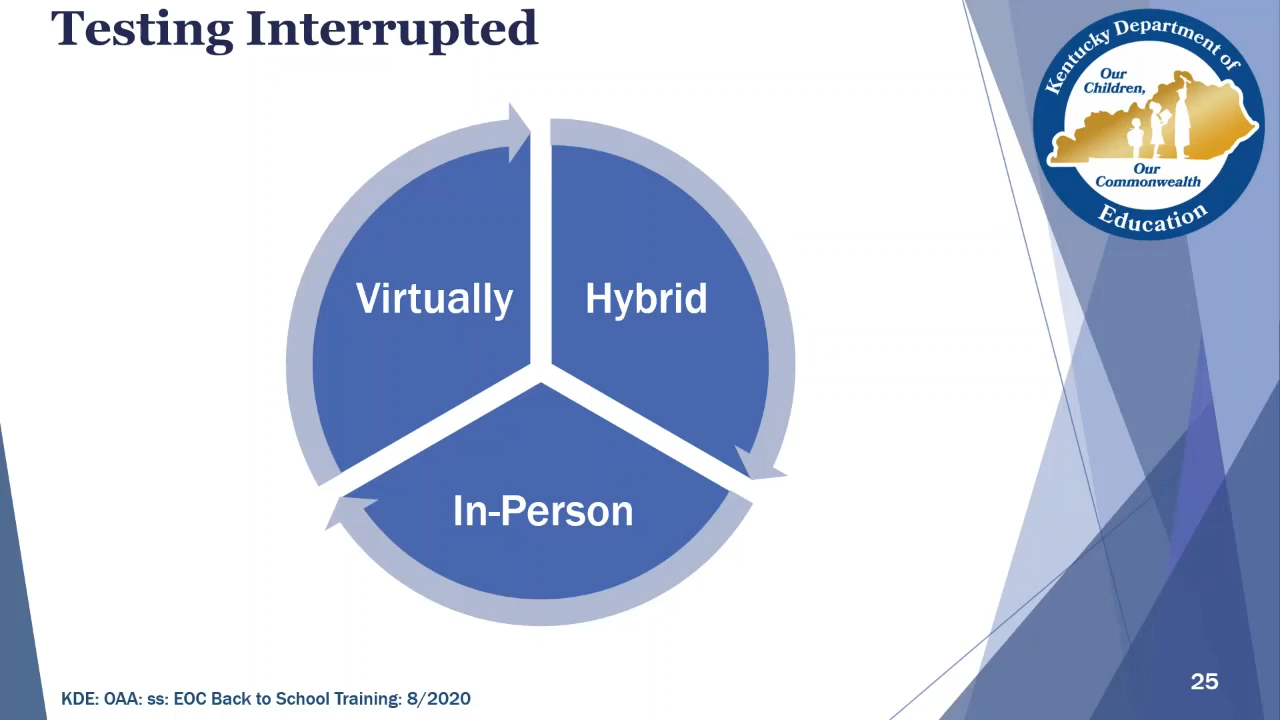 Testing Interrupted
Kentucky Department of
Our
Children,
Our
Commonwealth
Education
Virtually
Hybrid
In-Person
KDE: OAA: ss: EOC Back to School Training: 8/2020
25